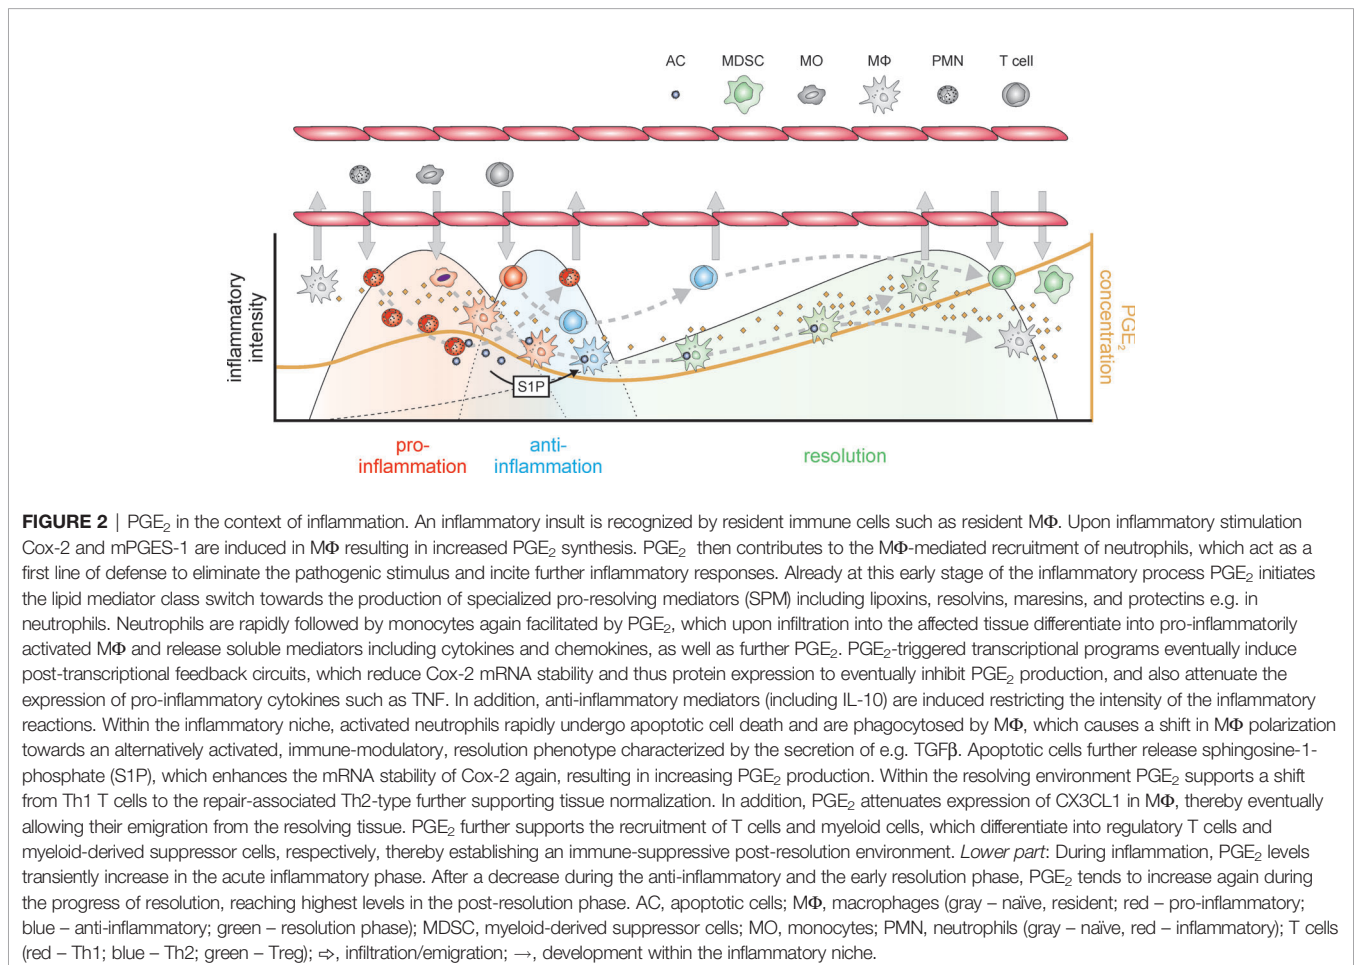 AC MDSC MO MΦ PMN T cell
inflammatory
intensity
PGE₂
concentration
S1P
pro-
inflammation
anti-
inflammation
resolution
FIGURE 2 | PGE₂ in the context of inflammation. An inflammatory insult is recognized by resident immune cells such as resident MΦ. Upon inflammatory stimulation
Cox-2 and mPGES-1 are induced in MΦ resulting in increased PGE₂ synthesis. PGE₂ then contributes to the MΦ-mediated recruitment of neutrophils, which act as a
first line of defense to eliminate the pathogenic stimulus and incite further inflammatory responses. Already at this early stage of the inflammatory process PGE₂ initiates
the lipid mediator class switch towards the production of specialized pro-resolving mediators (SPM) including lipoxins, resolvins, maresins, and protectins e.g. in
neutrophils. Neutrophils are rapidly followed by monocytes again facilitated by PGE₂, which upon infiltration into the affected tissue differentiate into pro-inflammatorily
activated MΦ and release soluble mediators including cytokines and chemokines, as well as further PGE₂. PGE₂-triggered transcriptional programs eventually induce
post-transcriptional feedback circuits, which reduce Cox-2 mRNA stability and thus protein expression to eventually inhibit PGE₂ production, and also attenuate the
expression of pro-inflammatory cytokines such as TNF. In addition, anti-inflammatory mediators (including IL-10) are induced restricting the intensity of the inflammatory
reactions. Within the inflammatory niche, activated neutrophils rapidly undergo apoptotic cell death and are phagocytosed by MΦ, which causes a shift in MΦ polarization
towards an alternatively activated, immune-modulatory, resolution phenotype characterized by the secretion of e.g. TGFβ. Apoptotic cells further release sphingosine-1-
phosphate (S1P), which enhances the mRNA stability of Cox-2 again, resulting in increasing PGE₂ production. Within the resolving environment PGE₂ supports a shift
from Th1 T cells to the repair-associated Th2-type further supporting tissue normalization. In addition, PGE₂ attenuates expression of CX3CL1 in MΦ, thereby eventually
allowing their emigration from the resolving tissue. PGE₂ further supports the recruitment of T cells and myeloid cells, which differentiate into regulatory T cells and
myeloid-derived suppressor cells, respectively, thereby establishing an immune-suppressive post-resolution environment. Lower part: During inflammation, PGE₂ levels
transiently increase in the acute inflammatory phase. After a decrease during the anti-inflammatory and the early resolution phase, PGE₂ tends to increase again during
the progress of resolution, reaching highest levels in the post-resolution phase. AC, apoptotic cells; MΦ, macrophages (gray – naïve, resident; red – pro-inflammatory;
blue – anti-inflammatory; green – resolution phase); MDSC, myeloid-derived suppressor cells; MO, monocytes; PMN, neutrophils (gray – naïve, red – inflammatory); T cells
(red – Th1; blue – Th2; green – Treg); ⇨, infiltration/emigration; →, development within the inflammatory niche.